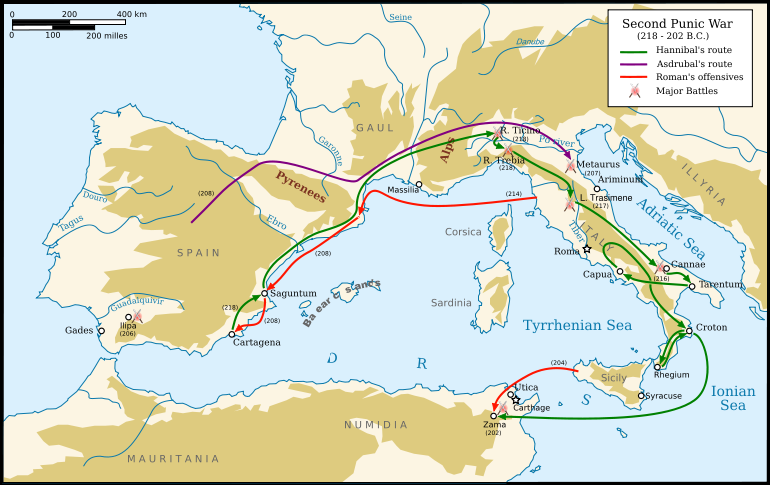 0 200 400 km
0 100 200 miles
Second Punic War
(218 - 202 B.C.)
Hannibal's route
Asdrubal's route
Roman's offensives
Major Battles
Seine
Danube
GAUL
Garonne
Alps
R. Ticino
(218)
Po river
R. Trebia
(218)
Metaurus
(207)
Ariminum
ILLYRIA
Massilia
Pyrenees
(208)
Douro
Tagus
Ebro
(214)
L. Trasimene
(217)
Adriatic Sea
Tiber
ITALY
Corsica
Roma
SPAIN
(208)
Cannae
(216)
Capua
Tarentum
Saguntum
Guadalquivir
(218)
(208)
Sardinia
Ilipa
(206)
Gades
Cartagena
Tyrrhenian Sea
Croton
D
R
(204)
Rhegium
Sicily
Utica
Carthage
S
Syracuse
Ionian
Sea
Zama
(202)
NUMIDIA
MAURITANIA